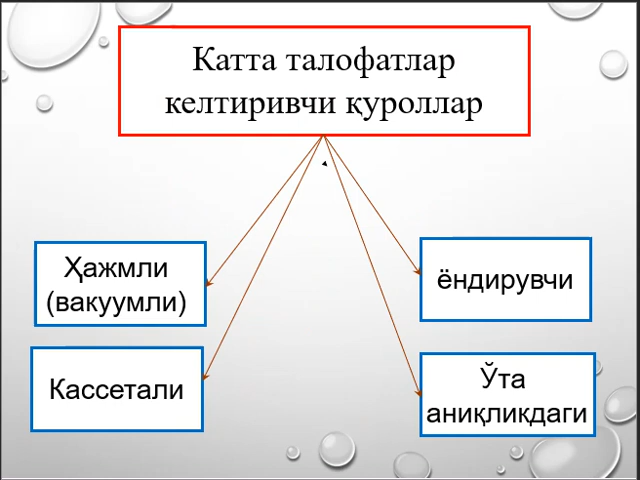 Катта талофатлар
келтиривчи қуроллар
Ҳажмли
(вакуумли)
ёндирувчи
Кассетали
Ўта
аниқликдаги